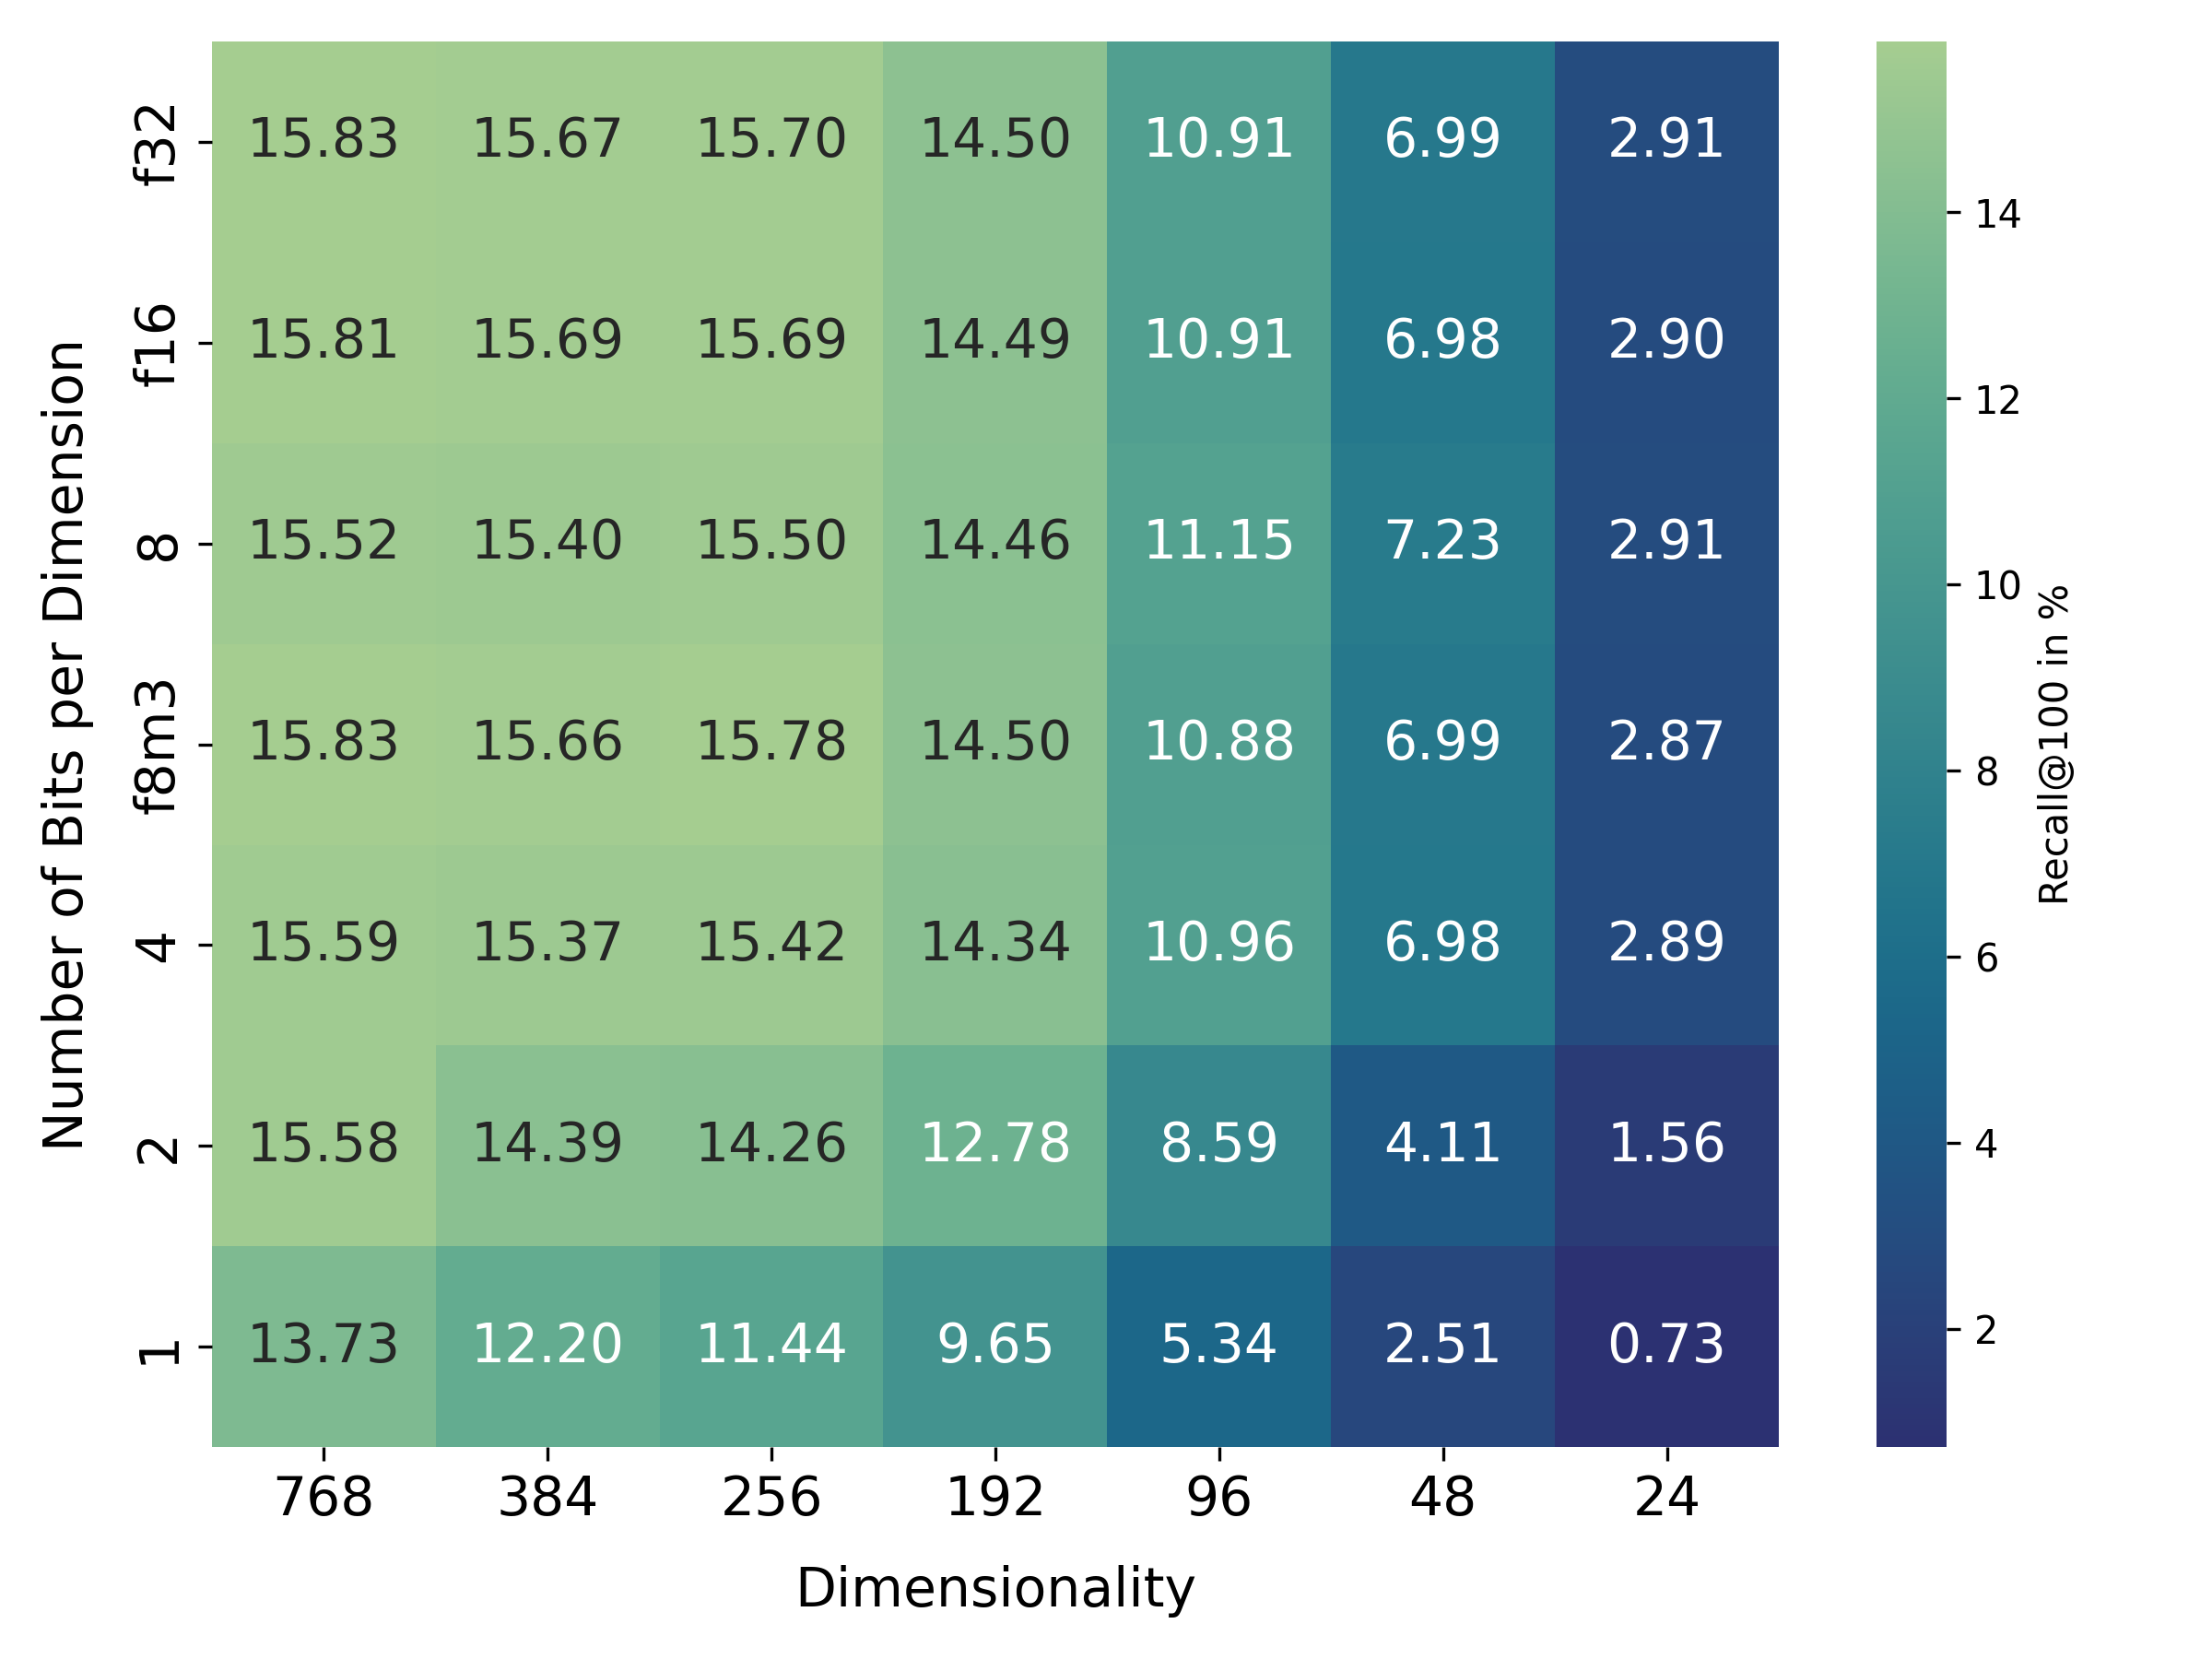 Number of Bits per Dimension
f32 15.83 15.67 15.70 14.50 10.91 6.99 2.91
f16 15.81 15.69 15.69 14.49 10.91 6.98 2.90
8 15.52 15.40 15.50 14.46 11.15 7.23 2.91
f8m3 15.83 15.66 15.78 14.50 10.88 6.99 2.87
4 15.59 15.37 15.42 14.34 10.96 6.98 2.89
2 15.58 14.39 14.26 12.78 8.59 4.11 1.56
1 13.73 12.20 11.44 9.65 5.34 2.51 0.73
768 384 256 192 96 48 24
Dimensionality
14
12
10
8
6
4
2
Recall@100 in %